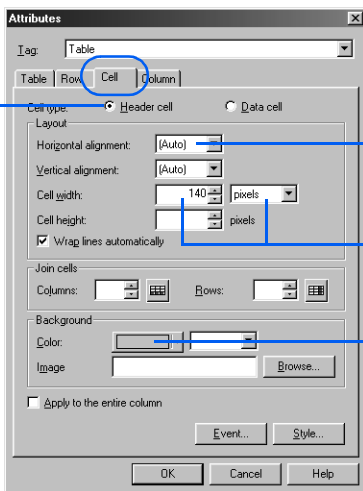 Attributes
Tag: Table
Table Row Cell Column
Cell type: Header cell Data cell
Layout
Horizontal alignment: (Auto)
Vertical alignment: (Auto)
Cell width: 140 pixels
Cell height: pixels
Wrap lines automatically
Join cells
Columns: Rows:
Background
Color:
Image Browse...
Apply to the entire column
Event... Style...
OK Cancel Help